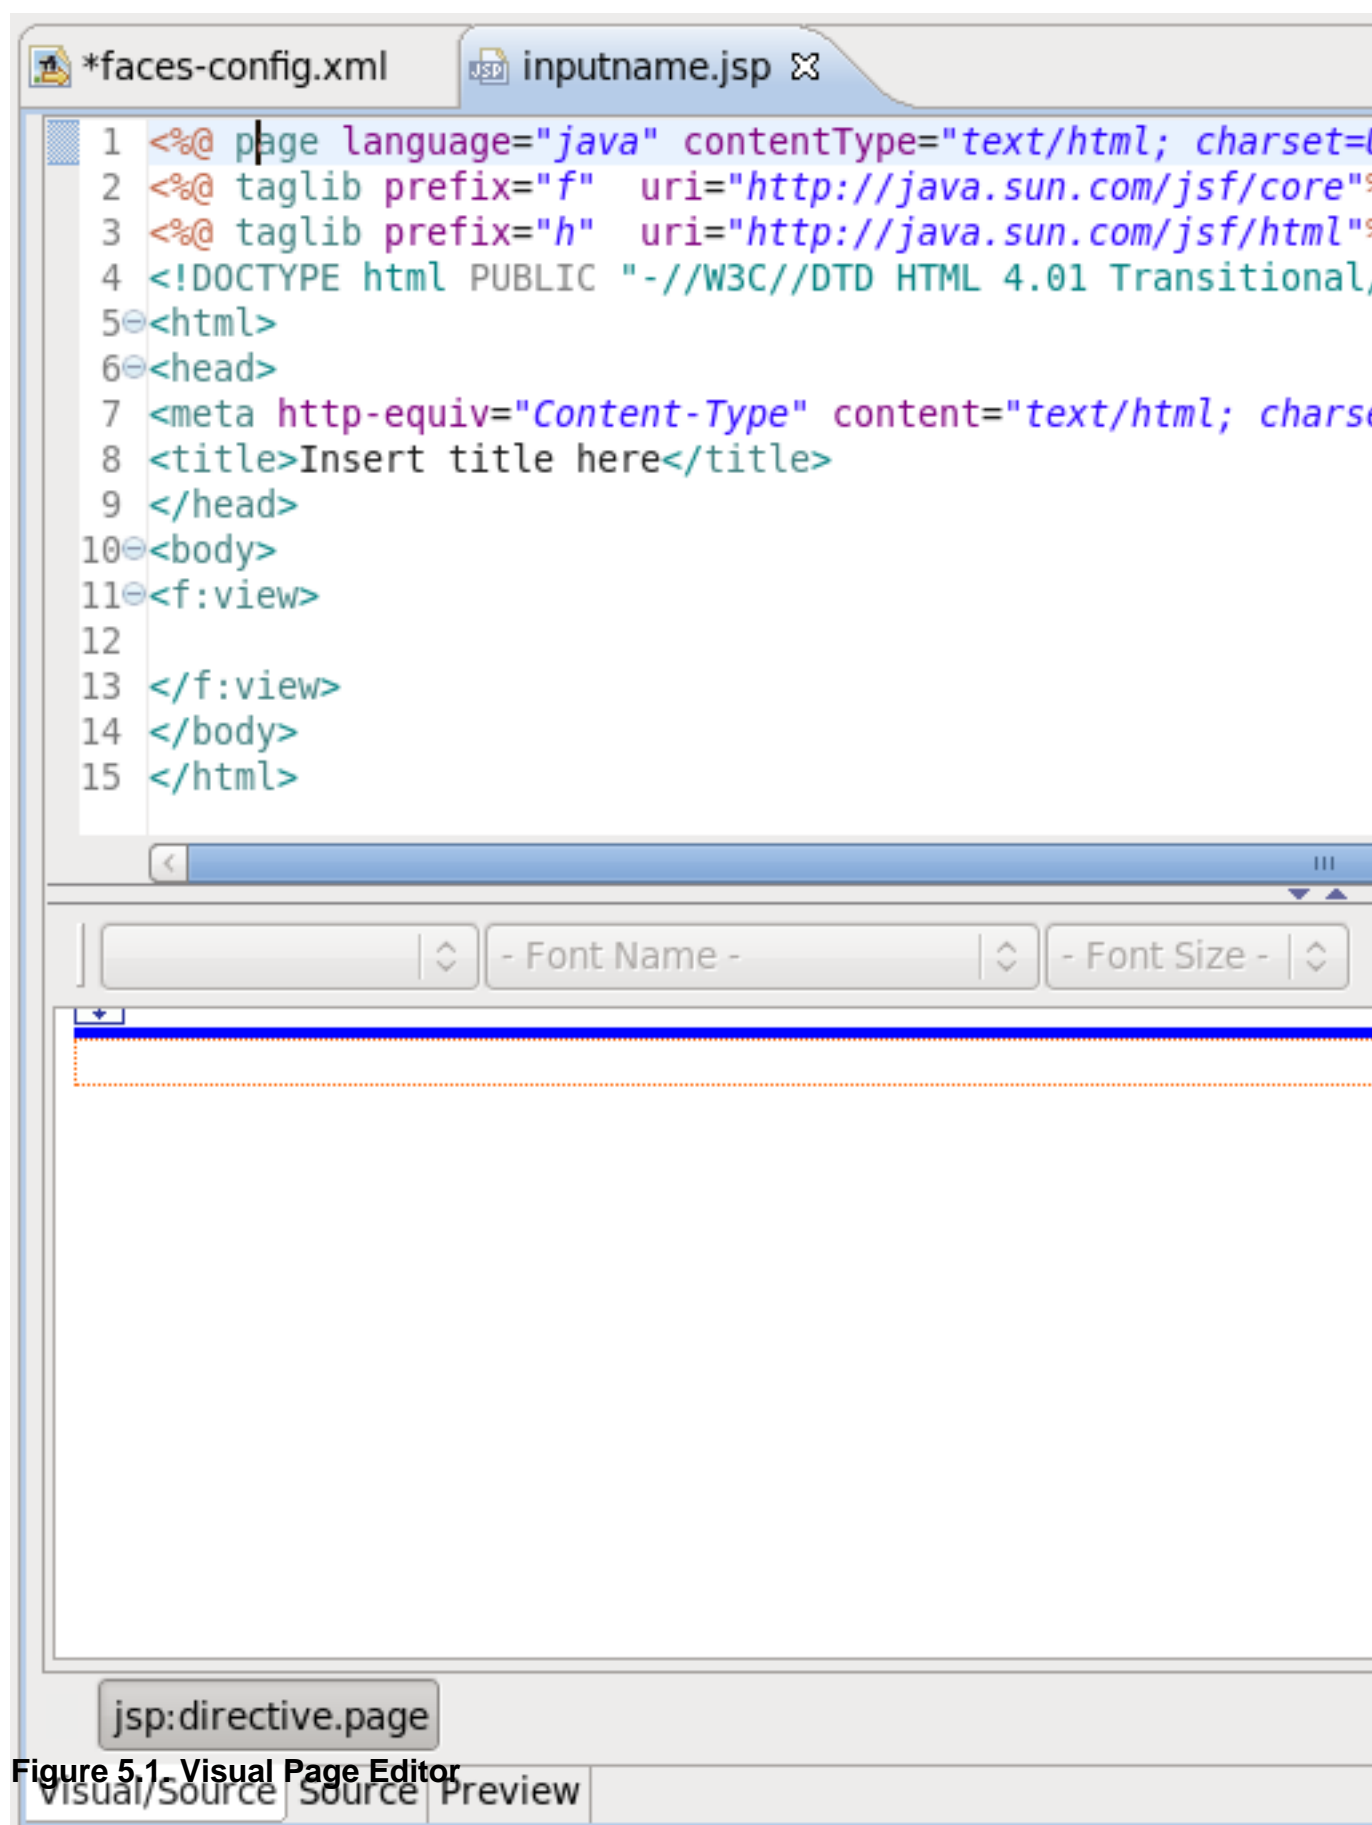 *faces-config.xml inputname.jsp
1 <%@ page language="java" contentType="text/html; charset=
2 <%@ taglib prefix="f"  uri="http://java.sun.com/jsf/core"%
3 <%@ taglib prefix="h"  uri="http://java.sun.com/jsf/html"%
4 <!DOCTYPE html PUBLIC "-//W3C//DTD HTML 4.01 Transitional/
5 <html>
6 <head>
7 <meta http-equiv="Content-Type" content="text/html; charse
8 <title>Insert title here</title>
9 </head>
10 <body>
11 <f:view>
12
13 </f:view>
14 </body>
15 </html>
- Font Name - - Font Size -
jsp:directive.page
Figure 5.1. Visual Page Editor
Visual/Source Source Preview